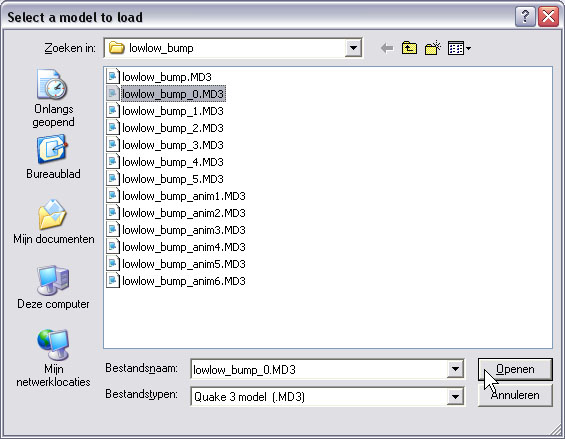 Select a model to load
Zoeken in: lowlow_bump
Onlangs
geopend
Bureaublad
Mijn documenten
Deze computer
Mijn
netwerklocaties
lowlow_bump.MD3
lowlow_bump_0.MD3
lowlow_bump_1.MD3
lowlow_bump_2.MD3
lowlow_bump_3.MD3
lowlow_bump_4.MD3
lowlow_bump_5.MD3
lowlow_bump_anim1.MD3
lowlow_bump_anim2.MD3
lowlow_bump_anim3.MD3
lowlow_bump_anim4.MD3
lowlow_bump_anim5.MD3
lowlow_bump_anim6.MD3
Bestandsnaam: lowlow_bump_0.MD3 Openen
Bestandstypen: Quake 3 model (.MD3) Annuleren